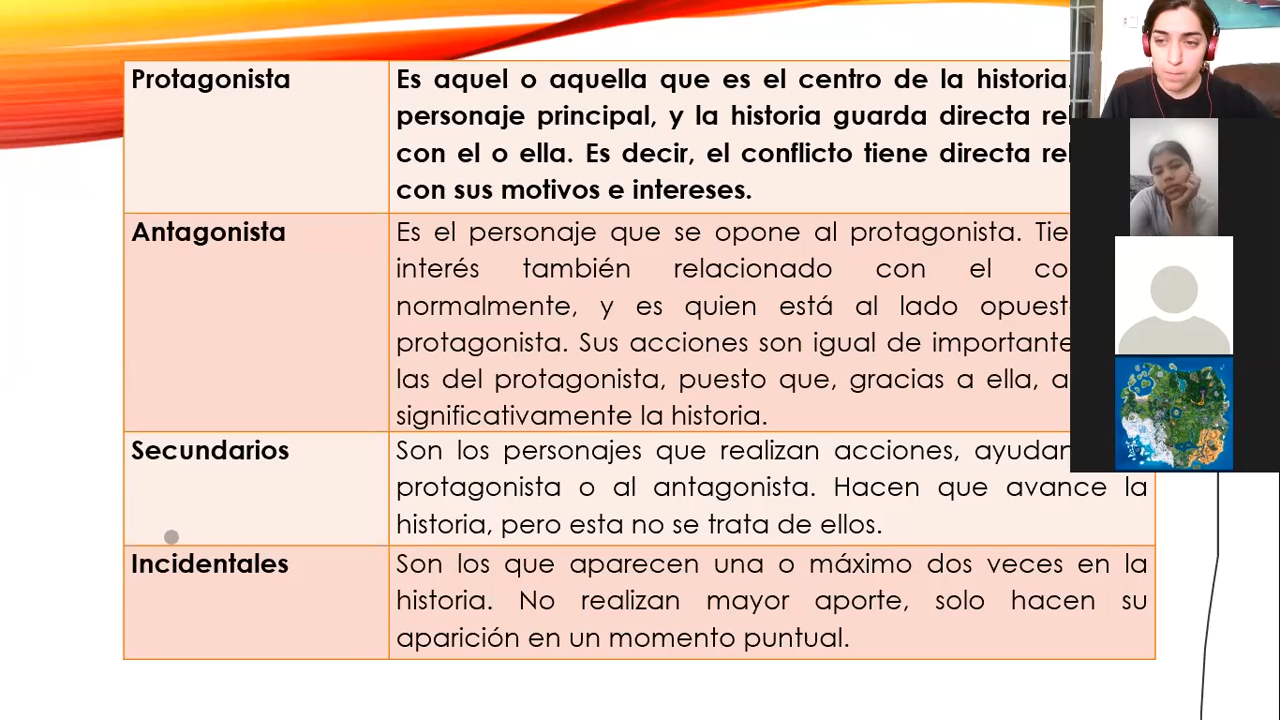 Protagonista
Es aquel o aquella que es el centro de la historia
personaje principal, y la historia guarda directa
con el o ella. Es decir, el conflicto tiene directa
con sus motivos e intereses.
Antagonista
Es el personaje que se opone al protagonista.
interés también relacionado con el
normalmente, y es quien está al lado
protagonista. Sus acciones son igual de
las del protagonista, puesto que, gracias a ella,
significativamente la historia.
Secundarios
Son los personajes que realizan acciones,
protagonista o al antagonista. Hacen que avance la
historia, pero esta no se trata de ellos.
Incidentales
Son los que aparecen una o máximo dos veces en la
historia. No realizan mayor aporte, solo hacen su
aparición en un momento puntual.